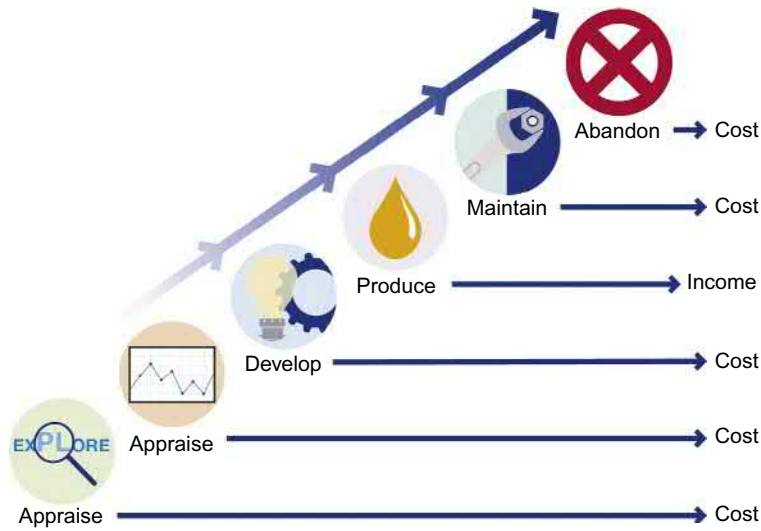 Abandon Cost
Maintain Cost
Produce Income
Develop Cost
Appraise Cost
EXPLORE
Appraise Cost